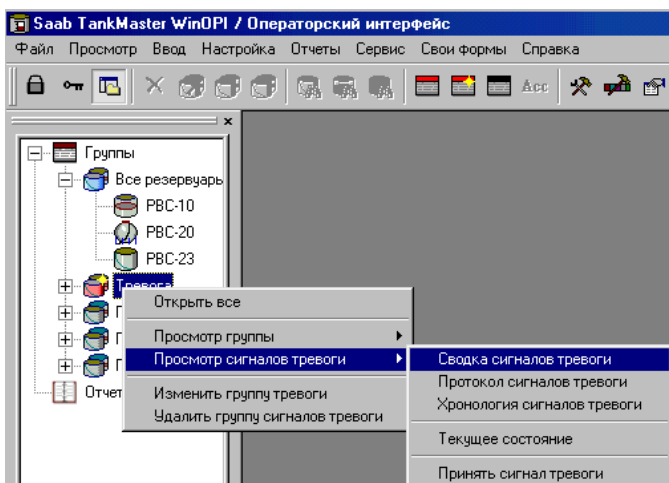 Saab TankMaster WinOPI / Операторский интерфейс
Файл Просмотр Ввод Настройка Отчеты Сервис Свои формы Справка
Acc
Группы
Все резервуары
РВС-10
РВС-20
РВС-23
Тревога
Открыть все
Просмотр группы
Просмотр сигналов тревоги
Изменить группу тревоги
Удалить группу сигналов тревоги
Сводка сигналов тревоги
Протокол сигналов тревоги
Хронология сигналов тревоги
Текущее состояние
Принять сигнал тревоги
Отчет